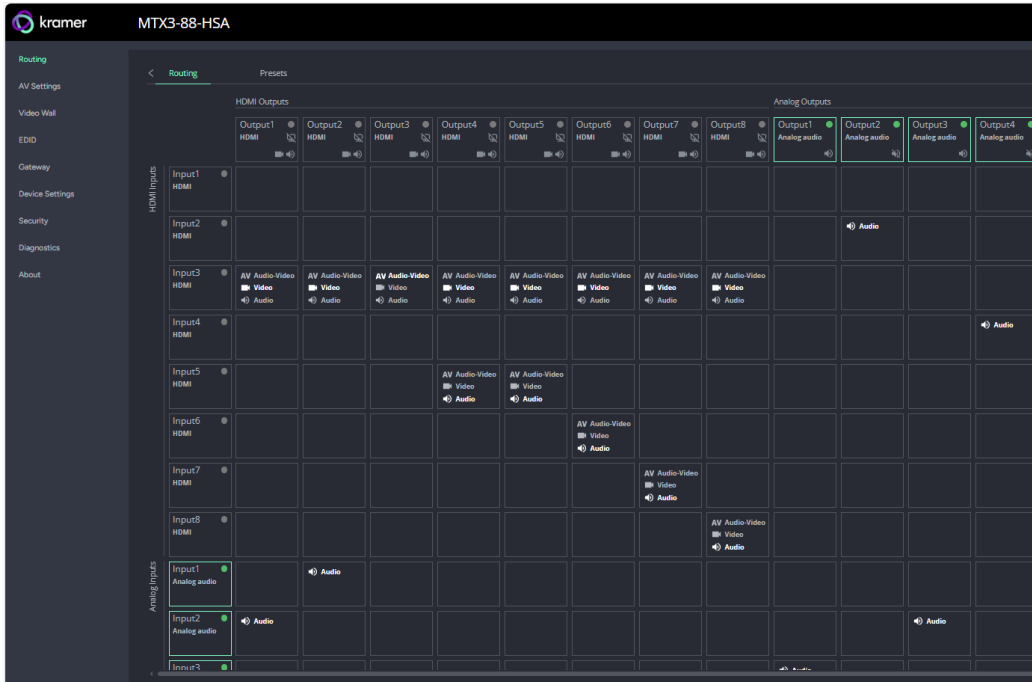 kramer MTX3-88-HSA
Routing
AV Settings
Video Wall
EDID
Gateway
Device Settings
Security
Diagnostics
About
Routing Presets
HDMI Outputs Analog Outputs
Output1 Output2 Output3 Output4 Output5 Output6 Output7 Output8 Output1 Output2 Output3 Output4
HDMI HDMI HDMI HDMI HDMI HDMI HDMI HDMI Analog audio Analog audio Analog audio Analog audio
HDMI Inputs
Input1
HDMI
Input2 Audio
HDMI
Input3 AV Audio-Video AV Audio-Video AV Audio-Video AV Audio-Video AV Audio-Video AV Audio-Video AV Audio-Video AV Audio-Video
HDMI Video Video Video Video Video Video Video Video
Audio Audio Audio Audio Audio Audio Audio Audio
Input4 Audio
HDMI
Input5 AV Audio-Video AV Audio-Video
HDMI Video Video
Audio Audio
Input6 AV Audio-Video
HDMI Video
Audio
Input7 AV Audio-Video
HDMI Video
Audio
Input8 AV Audio-Video
HDMI Video
Audio
Analog Inputs
Input1 Audio
Analog audio
Input2 Audio Audio
Analog audio
Input3 Audio